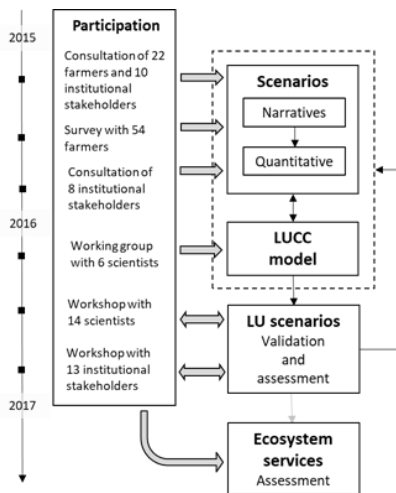 2015
2016
2017
Participation
Consultation of 22
farmers and 10
institutional
stakeholders
Survey with 54
farmers
Consultation of
8 institutional
stakeholders
Working group
with 6 scientists
Workshop with
14 scientists
Workshop with
13 institutional
stakeholders
Scenarios
Narratives
Quantitative
LUCC
model
LU scenarios
Validation
and
assessment
Ecosystem
services
Assessment